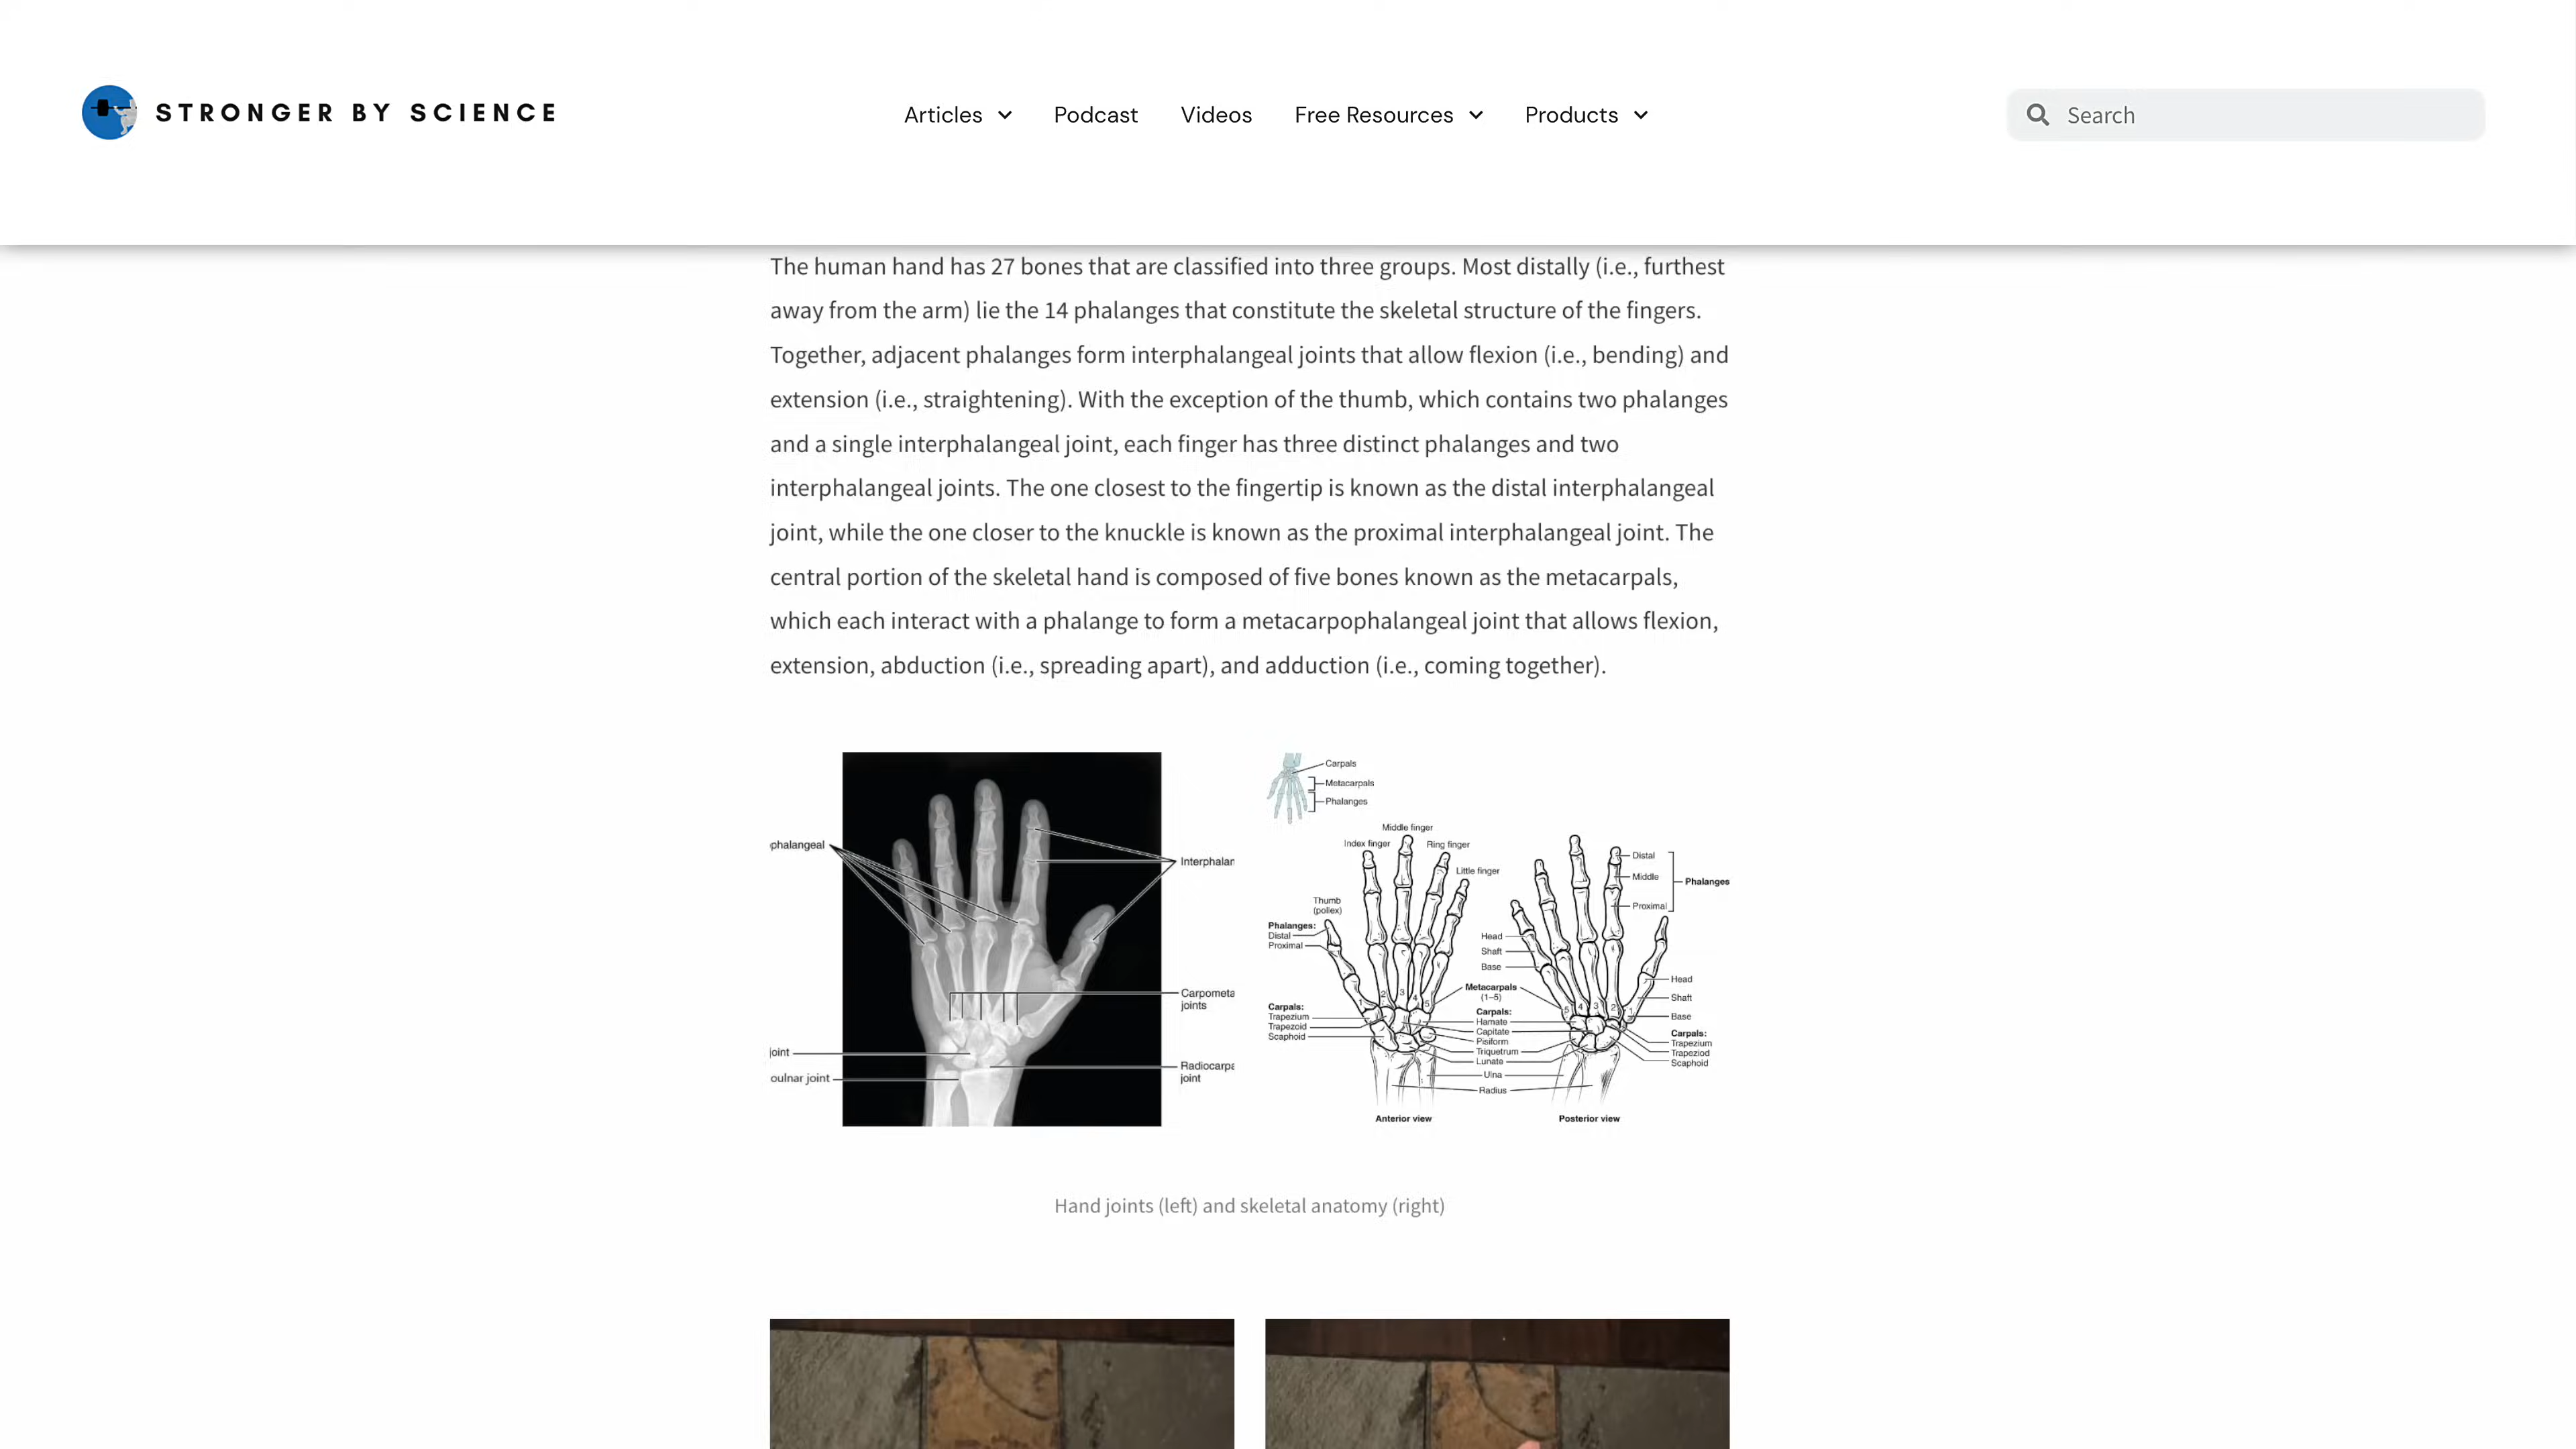 STRONGER BY SCIENCE
Articles
Podcast
Videos
Free Resources
Products
Search
The human hand has 27 bones that are classified into three groups. Most distally (i.e., furthest
away from the arm) lie the 14 phalanges that constitute the skeletal structure of the fingers.
Together, adjacent phalanges form interphalangeal joints that allow flexion (i.e., bending) and
extension (i.e., straightening). With the exception of the thumb, which contains two phalanges
and a single interphalangeal joint, each finger has three distinct phalanges and two
interphalangeal joints. The one closest to the fingertip is known as the distal interphalangeal
joint, while the one closer to the knuckle is known as the proximal interphalangeal joint. The
central portion of the skeletal hand is composed of five bones known as the metacarpals,
which each interact with a phalange to form a metacarpophalangeal joint that allows flexion,
extension, abduction (i.e., spreading apart), and adduction (i.e., coming together).
phalangeal
joint
oulnar joint
Interphalan
Carpometa
joints
Radiocarpa
joint
Carpals
Metacarpals
Phalanges
Middle finger
Index finger
Ring finger
Little finger
Thumb
(pollex)
Phalanges:
Distal
Proximal
Carpals:
Trapezium
Trapezoid
Scaphoid
1
2
3
4
5
Head
Shaft
Base
Metacarpals
(1–5)
Carpals:
Hamate
Capitate
Pisiform
Triquetrum
Lunate
Ulna
Radius
5
4
3
2
1
Distal
Middle
Proximal
Phalanges
Head
Shaft
Base
Carpals:
Trapezium
Trapeziod
Scaphoid
Anterior view
Posterior view
Hand joints (left) and skeletal anatomy (right)